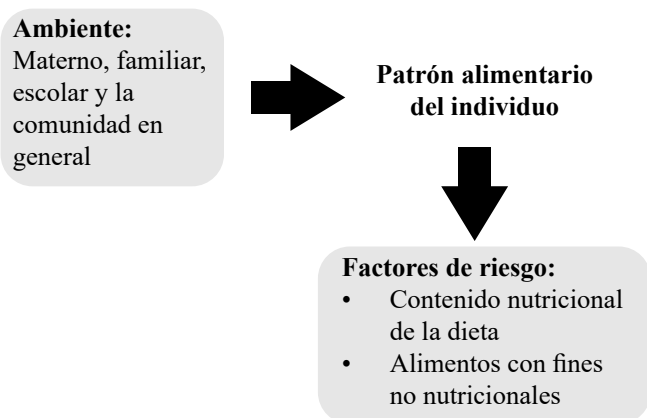 Ambiente:
Materno, familiar,
escolar y la
comunidad en
general
Patrón alimentario
del individuo
Factores de riesgo:
• Contenido nutricional
de la dieta
• Alimentos con fines
no nutricionales